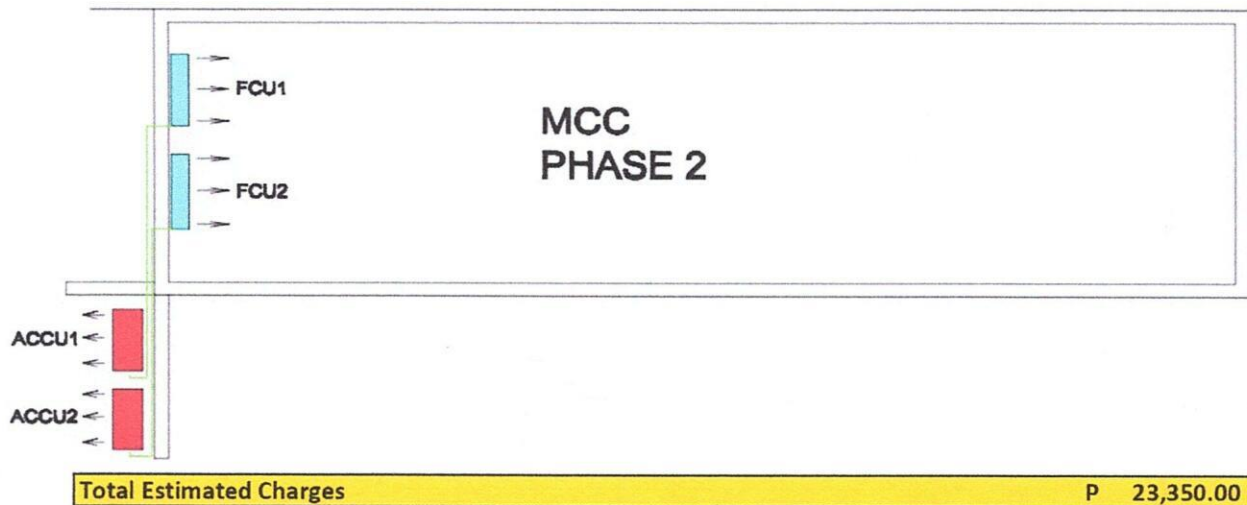 FCU1
MCC
PHASE 2
FCU2
ACCU1
ACCU2
Total Estimated Charges P 23,350.00